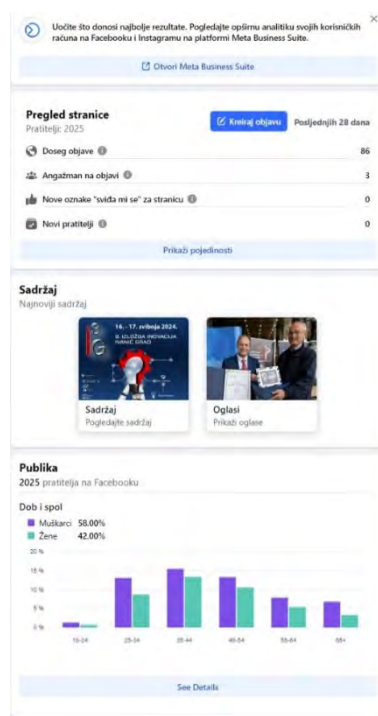 Uočite što donosi najbolje rezultate. Pogledajte opširnu analitiku svojih korisničkih
računa na Facebooku i Instagramu na platformi Meta Business Suite.
Otvori Meta Business Suite
Pregled stranice
Pratitelji: 2025
Kreiraj objavu
Posljednjih 28 dana
Doseg objave 86
Angažman na objavi 3
Nove oznake "sviđa mi se" za stranicu 0
Novi pratitelji 0
Prikaži pojedinosti
Sadržaj
Najnoviji sadržaj
16. - 17. svibnja 2024.
IZLOŽBA INOVACIJA
IVANIĆ GRAD
Sadržaj
Pogledajte sadržaj
Oglasi
Prikaži oglase
Publika
2025 pratitelja na Facebooku
Dob i spol
Muškarci 58.00%
Žene 42.00%
20 %
15 %
10 %
5 %
0 %
25-34
35-44
55-64
65+
See Details